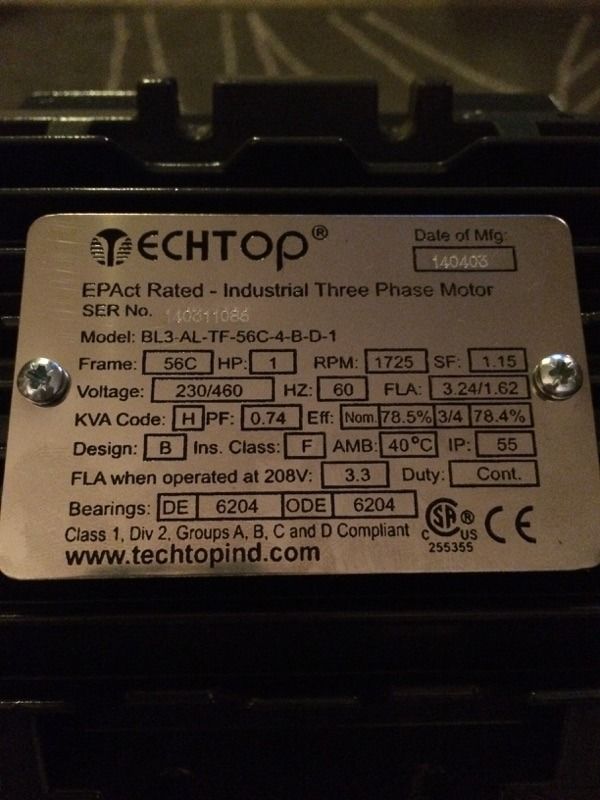 TECHTOP®
Date of Mfg:
140403
EPAct Rated - Industrial Three Phase Motor
SER No. 140311086
Model: BL3-AL-TF-56C-4-B-D-1
Frame: 56C HP: 1 RPM: 1725 SF: 1.15
Voltage: 230/460 HZ: 60 FLA: 3.24/1.62
KVA Code: H PF: 0.74 Eff: Nom. 78.5% 3/4 78.4%
Design: B Ins. Class: F AMB: 40°C IP: 55
FLA when operated at 208V: 3.3 Duty: Cont.
Bearings: DE 6204 ODE 6204
Class 1, Div 2, Groups A, B, C and D Compliant
www.techtopind.com
c SA ® US CE
255355